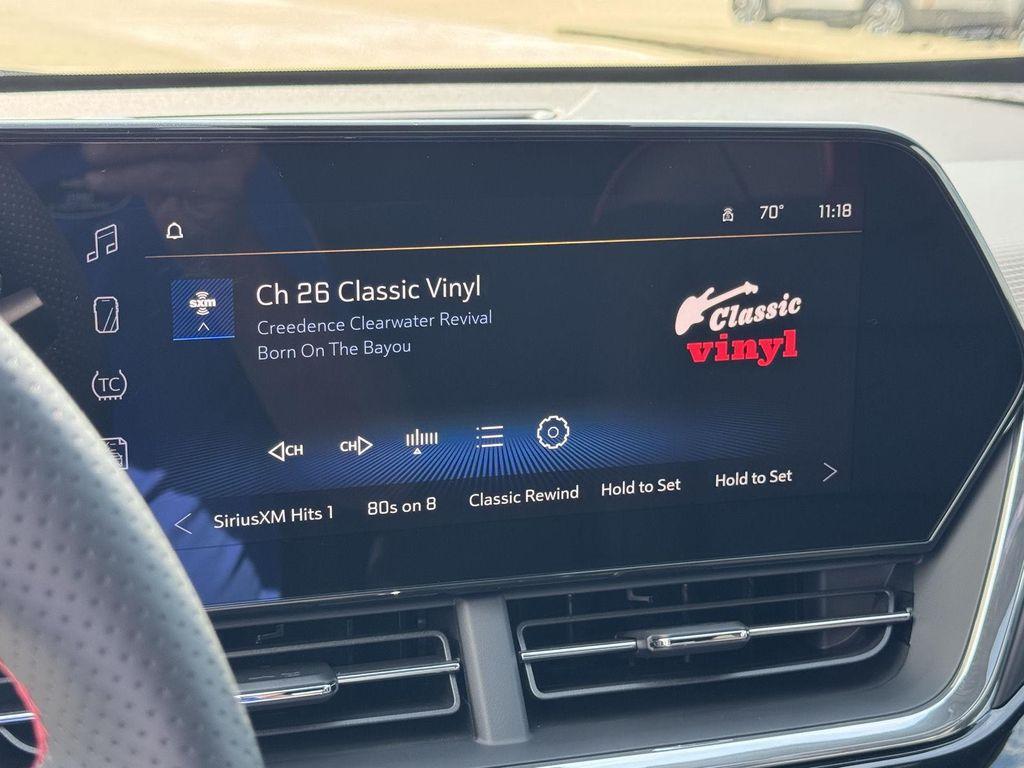 70° 11:18
sxm
Ch 26 Classic Vinyl
Creedence Clearwater Revival
Born On The Bayou
Classic
vinyl
TC
CH CH
SiriusXM Hits 1 80s on 8 Classic Rewind Hold to Set Hold to Set